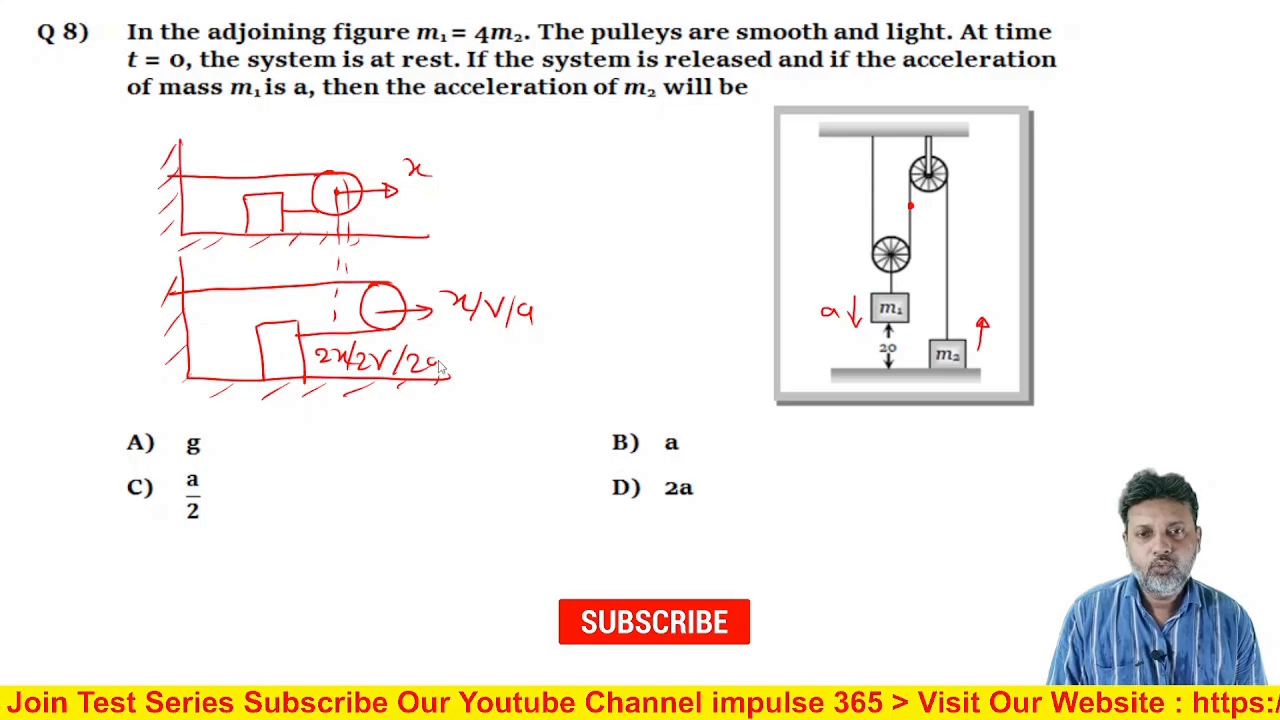 Q 8) In the adjoining figure m₁ = 4m₂. The pulleys are smooth and light. At time
t = 0, the system is at rest. If the system is released and if the acceleration
of mass m₁ is a, then the acceleration of m₂ will be
x
x/v/a
2x/2v/2a
a
m₁
20
m₂
A) g
B) a
C) a/2
D) 2a
SUBSCRIBE
Join Test Series Subscribe Our Youtube Channel impulse 365 > Visit Our Website : https:/